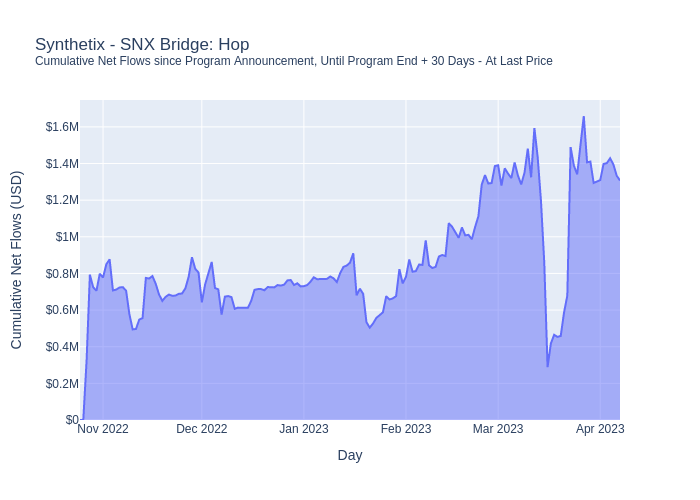 Synthetix - SNX Bridge: Hop
Cumulative Net Flows since Program Announcement, Until Program End + 30 Days - At Last Price
Cumulative Net Flows (USD)
$1.6M
$1.4M
$1.2M
$1M
$0.8M
$0.6M
$0.4M
$0.2M
$0
Nov 2022 Dec 2022 Jan 2023 Feb 2023 Mar 2023 Apr 2023
Day